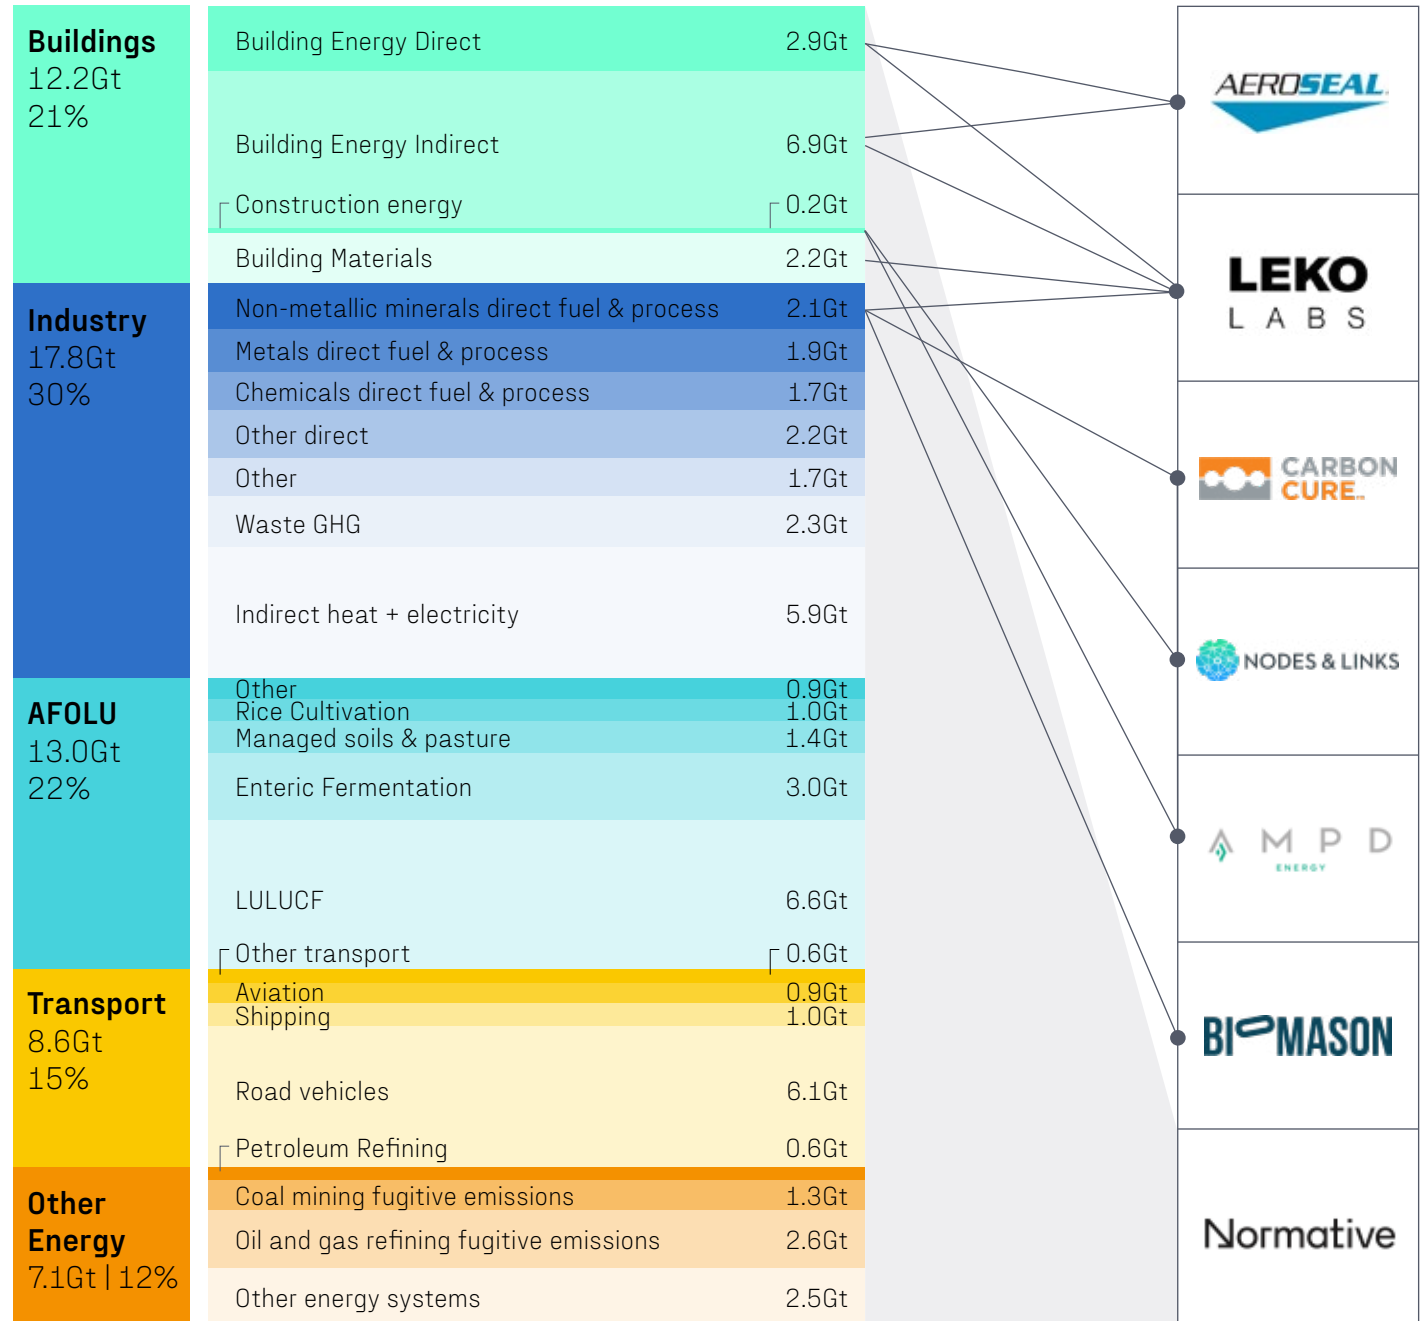 Buildings
12.2Gt
21%
Building Energy Direct 2.9Gt
Building Energy Indirect 6.9Gt
Construction energy 0.2Gt
Building Materials 2.2Gt
Industry
17.8Gt
30%
Non-metallic minerals direct fuel & process 2.1Gt
Metals direct fuel & process 1.9Gt
Chemicals direct fuel & process 1.7Gt
Other direct 2.2Gt
Other 1.7Gt
Waste GHG 2.3Gt
Indirect heat + electricity 5.9Gt
AFOLU
13.0Gt
22%
Other 0.9Gt
Rice Cultivation 1.0Gt
Managed soils & pasture 1.4Gt
Enteric Fermentation 3.0Gt
LULUCF 6.6Gt
Other transport 0.6Gt
Transport
8.6Gt
15%
Aviation 0.9Gt
Shipping 1.0Gt
Road vehicles 6.1Gt
Petroleum Refining 0.6Gt
Other
Energy
7.1Gt | 12%
Coal mining fugitive emissions 1.3Gt
Oil and gas refining fugitive emissions 2.6Gt
Other energy systems 2.5Gt
AEROSEAL
LEKO
LABS
CARBON
CURE
NODES & LINKS
AMPD
ENERGY
BIOMASON
Normative